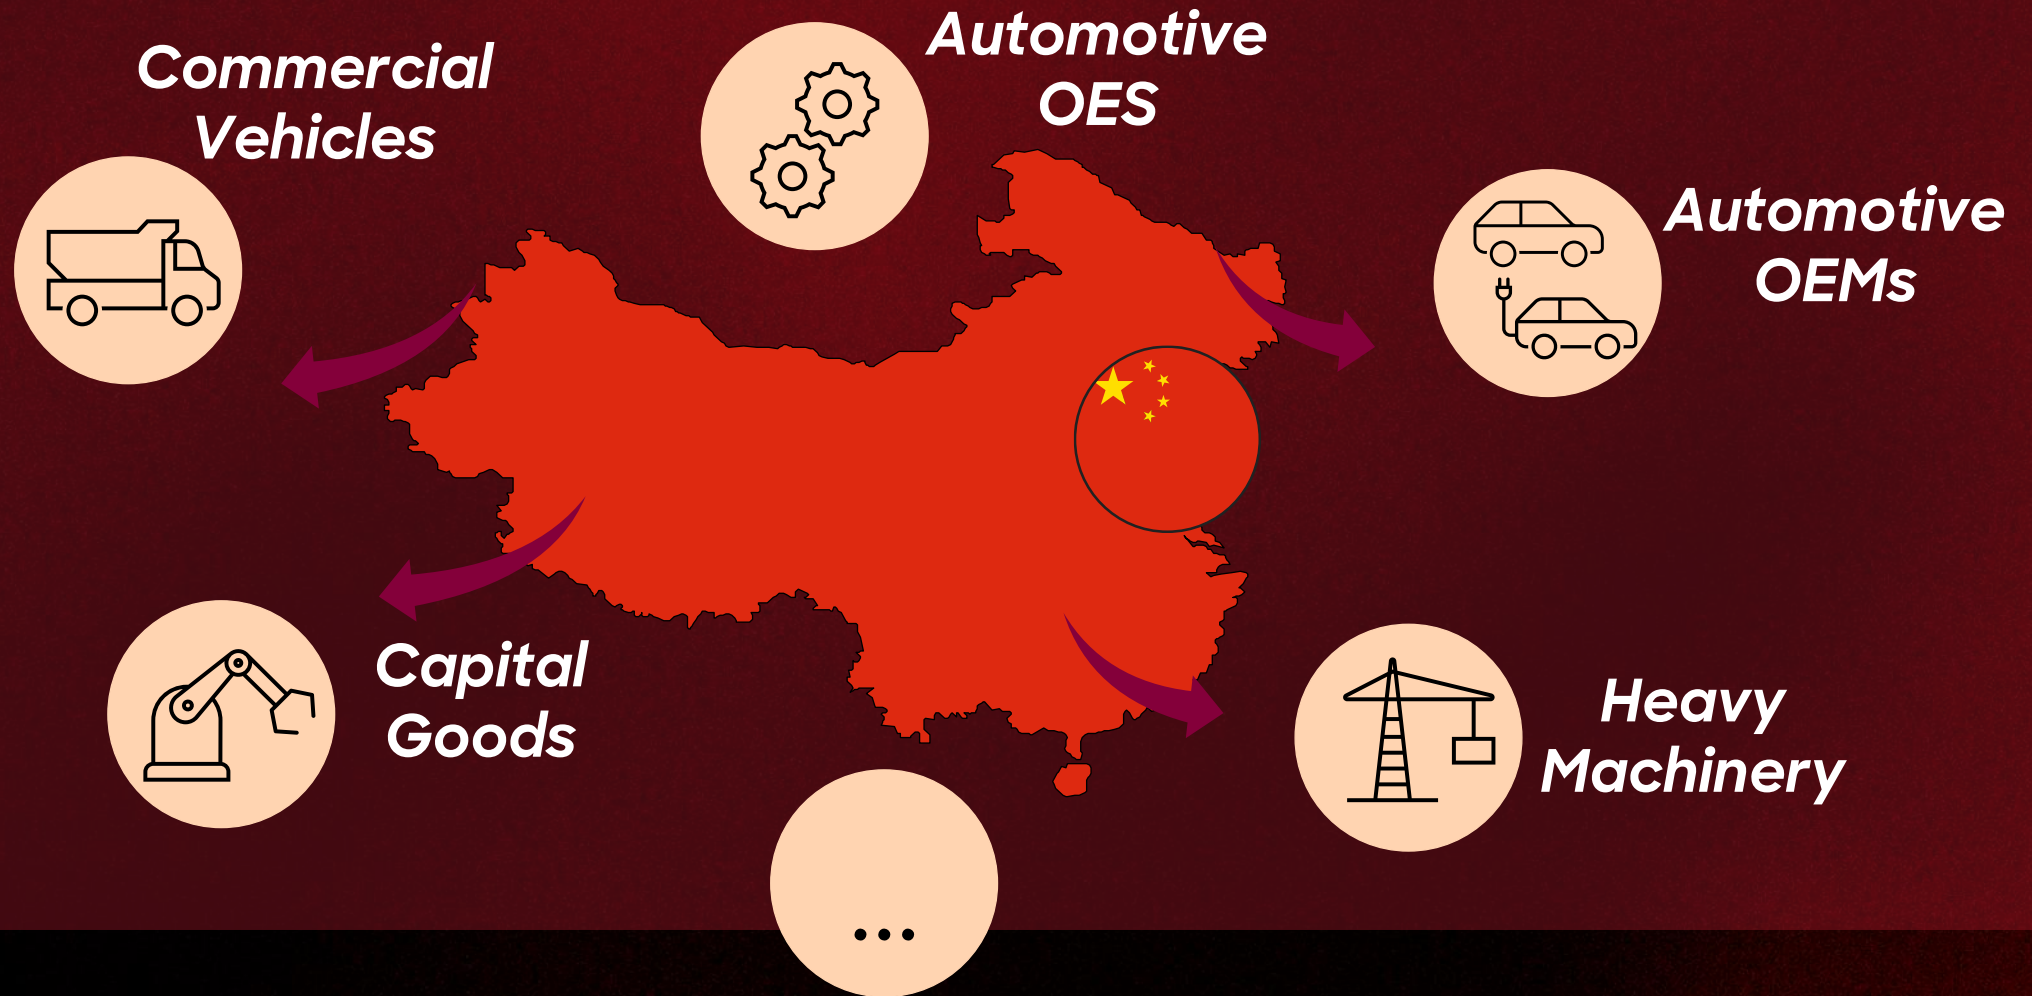 Commercial
Vehicles
Automotive
OES
Automotive
OEMs
Capital
Goods
Heavy
Machinery
...